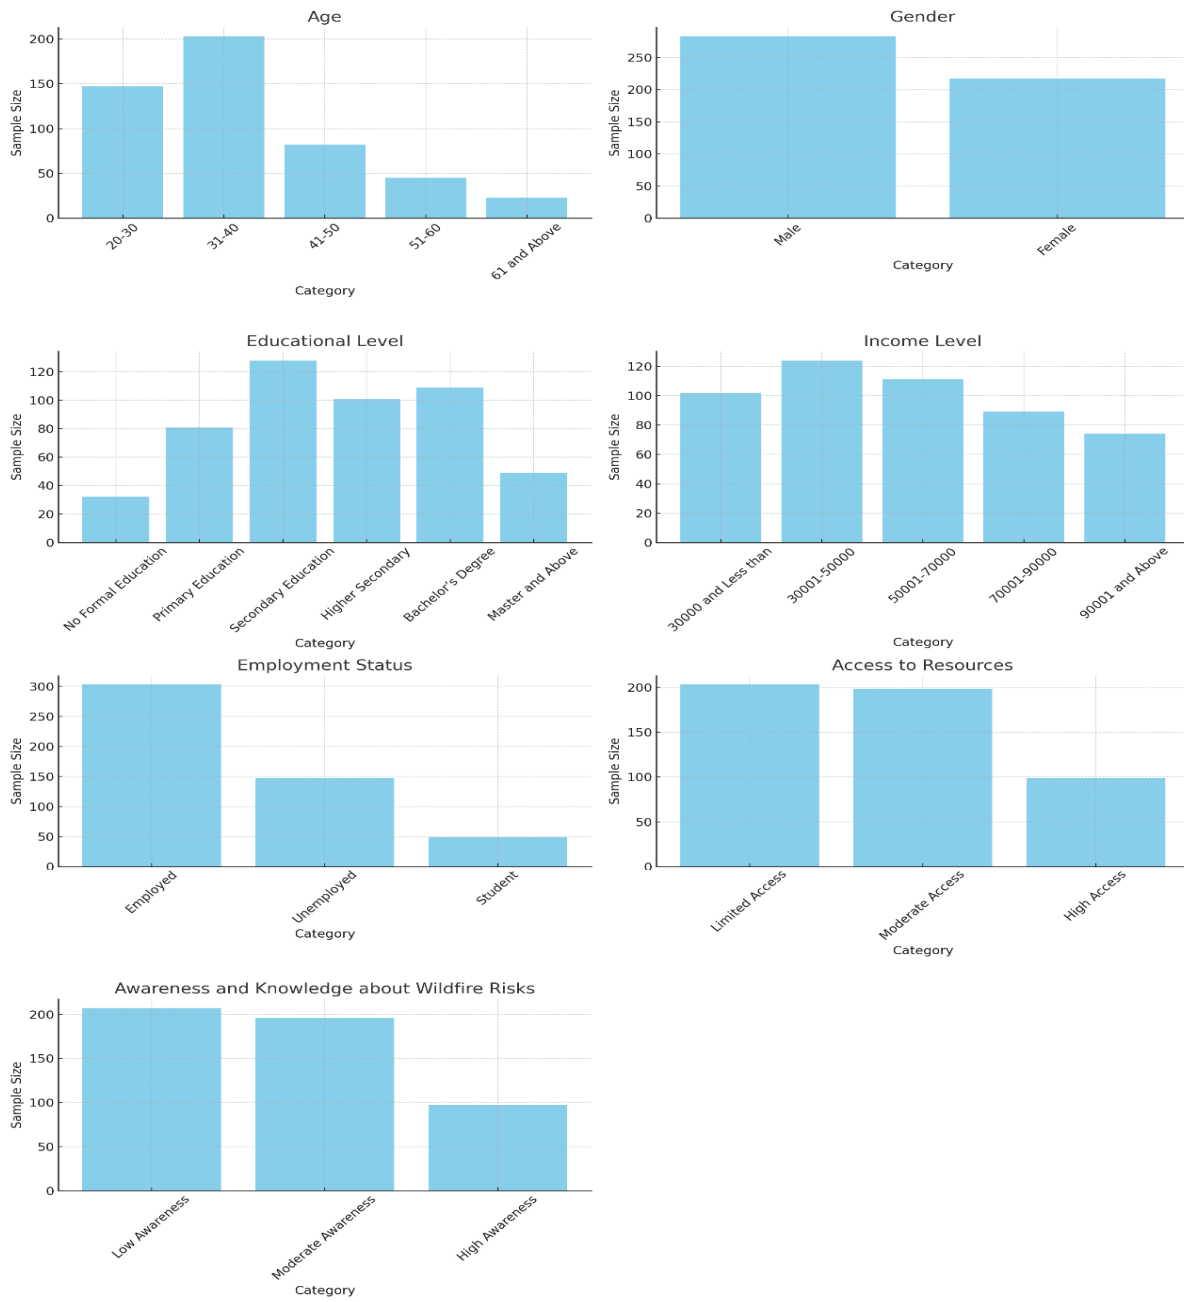 Age
Sample Size
200
150
100
50
0
20-30
31-40
41-50
51-60
61 and Above
Category
Gender
Sample Size
250
200
150
100
50
0
Male
Female
Category
Educational Level
Sample Size
120
100
80
60
40
20
0
No Formal Education
Primary Education
Secondary Education
Higher Secondary
Bachelor's Degree
Master and Above
Category
Income Level
Sample Size
120
100
80
60
40
20
0
30000 and Less than
30001-50000
50001-70000
70001-90000
90001 and Above
Category
Employment Status
Sample Size
300
250
200
150
100
50
0
Employed
Unemployed
Student
Category
Access to Resources
Sample Size
200
150
100
50
0
Limited Access
Moderate Access
High Access
Category
Awareness and Knowledge about Wildfire Risks
Sample Size
200
150
100
50
0
Low Awareness
Moderate Awareness
High Awareness
Category